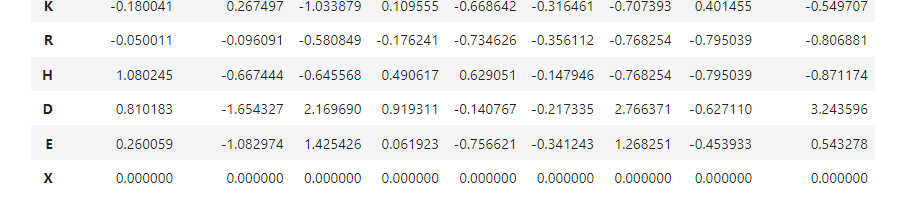 K -0.180041 0.267497 -1.033879 0.109555 -0.668642 -0.316461 -0.707393 0.401455 -0.549707
R -0.050011 -0.096091 -0.580849 -0.176241 -0.734626 -0.356112 -0.768254 -0.795039 -0.806881
H 1.080245 -0.667444 -0.645568 0.490617 0.629051 -0.147946 -0.768254 -0.795039 -0.871174
D 0.810183 -1.654327 2.169690 0.919311 -0.140767 -0.217335 2.766371 -0.627110 3.243596
E 0.260059 -1.082974 1.425426 0.061923 -0.756621 -0.341243 1.268251 -0.453933 0.543278
X 0.000000 0.000000 0.000000 0.000000 0.000000 0.000000 0.000000 0.000000 0.000000